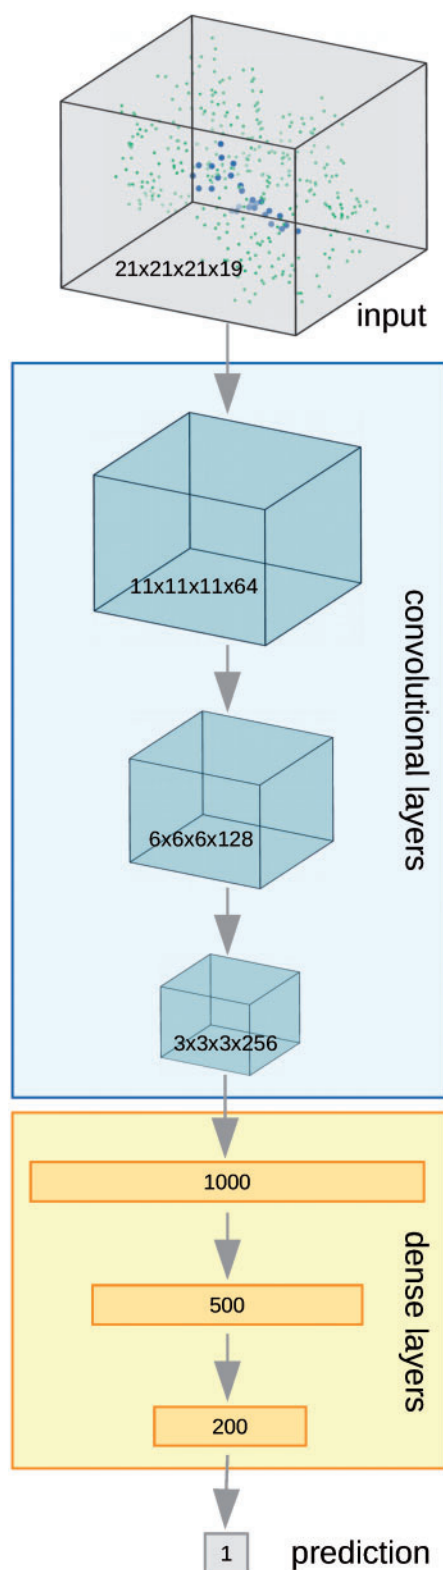 21x21x21x19
input
11x11x11x64
6x6x6x128
3x3x3x256
convolutional layers
1000
500
200
dense layers
1
prediction